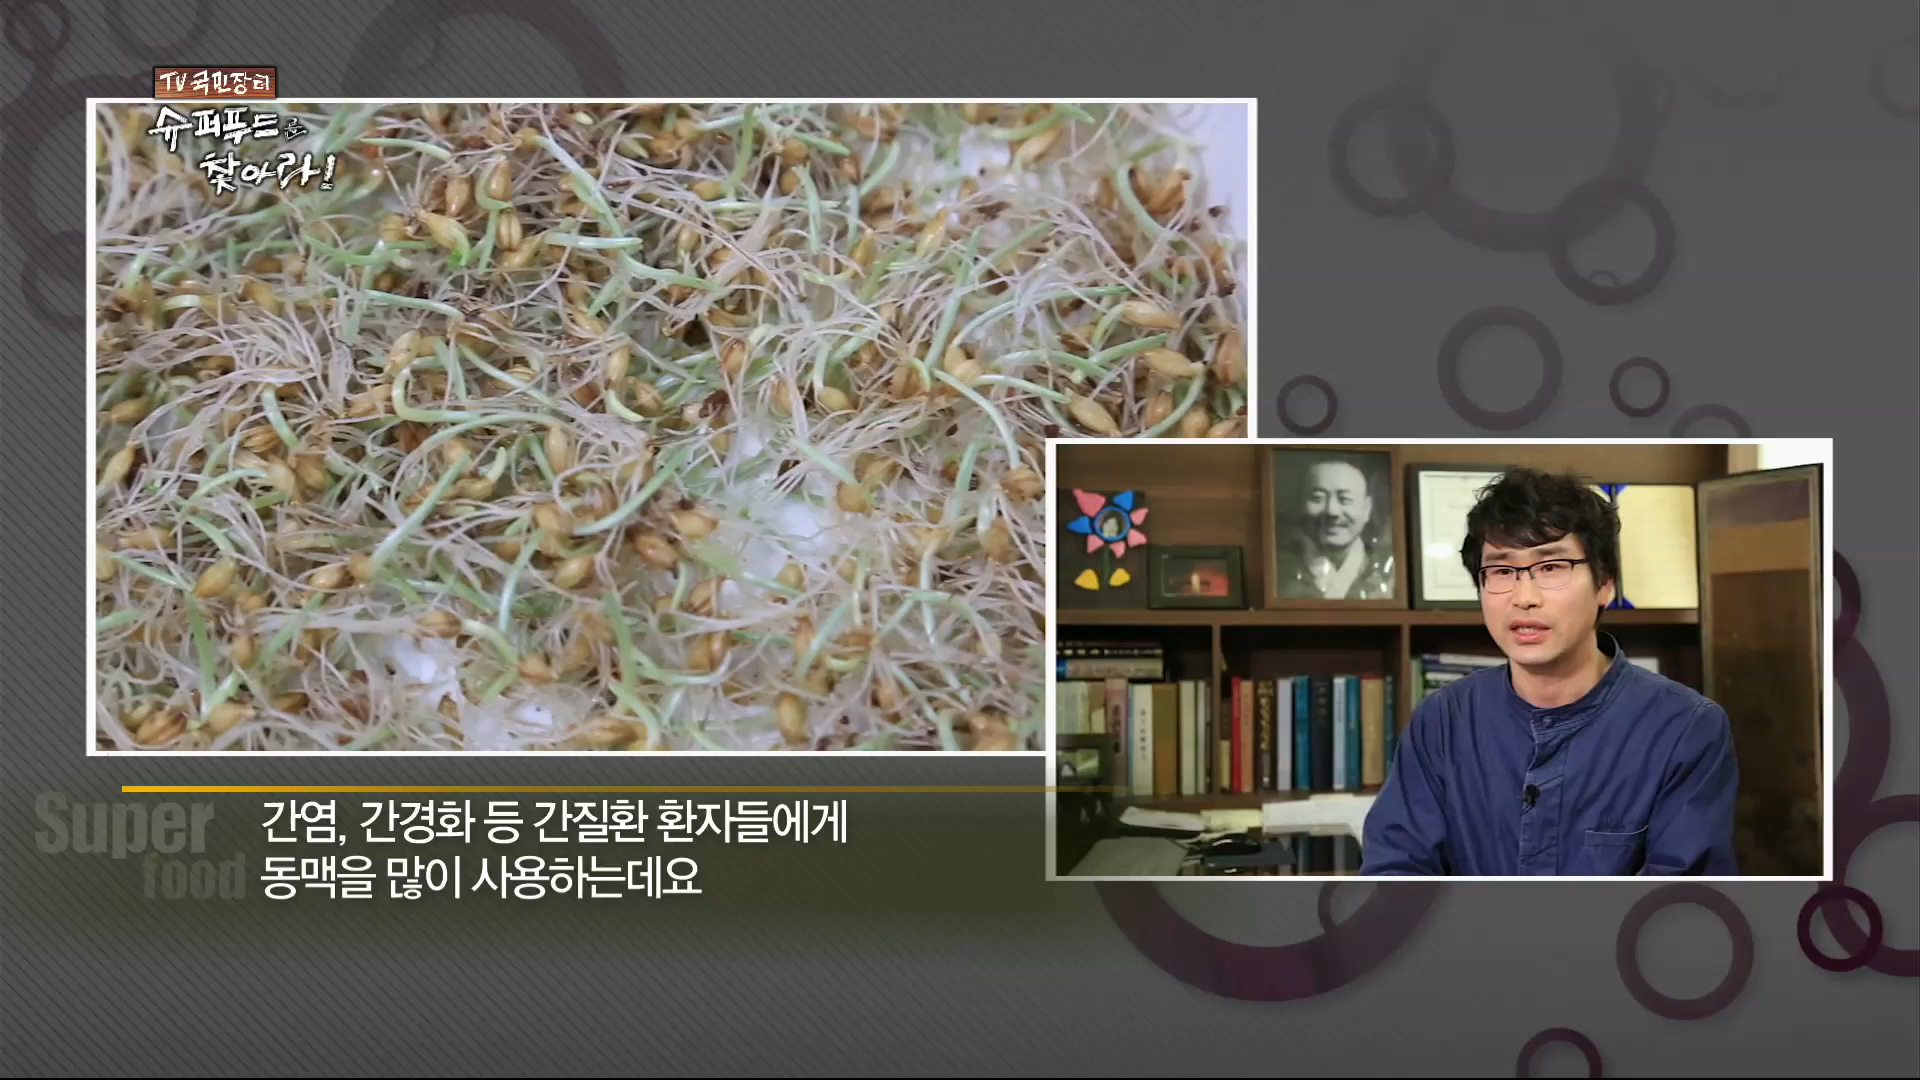 TV국민장터
슈퍼푸드를
찾아라!
Super
food
간염, 간경화 등 간질환 환자들에게
동맥을 많이 사용하는데요